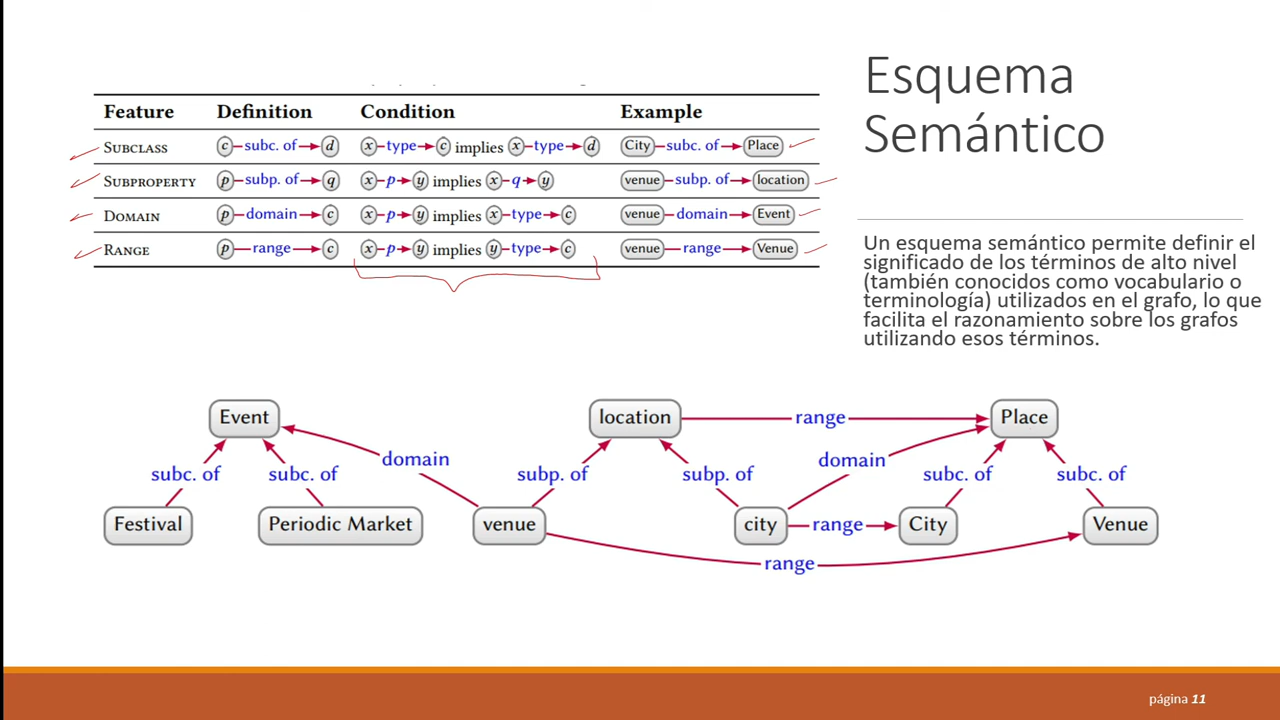 Esquema
Semántico
Feature Definition Condition Example
SUBCLASS c subc. of d x type c implies x type d City subc. of Place
SUBPROPERTY p subp. of q x p y implies x q y venue subp. of location
DOMAIN p domain c x p y implies x type c venue domain Event
RANGE p range c x p y implies y type c venue range Venue
Un esquema semántico permite definir el
significado de los términos de alto nivel
(también conocidos como vocabulario o
terminología) utilizados en el grafo, lo que
facilita el razonamiento sobre los grafos
utilizando esos términos.
Event location range Place
domain domain
subc. of subc. of subp. of subp. of subc. of subc. of
Festival Periodic Market venue city range City Venue
range
página 11